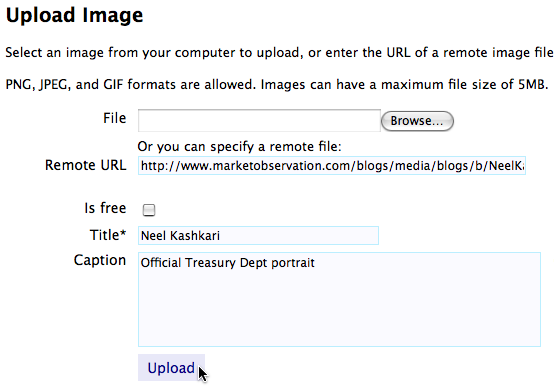 Upload Image
Select an image from your computer to upload, or enter the URL of a remote image file
PNG, JPEG, and GIF formats are allowed. Images can have a maximum file size of 5MB.
File Browse...
Or you can specify a remote file:
Remote URL http://www.marketobservation.com/blogs/media/blogs/b/NeelKa
Is free
Title* Neel Kashkari
Caption Official Treasury Dept portrait
Upload